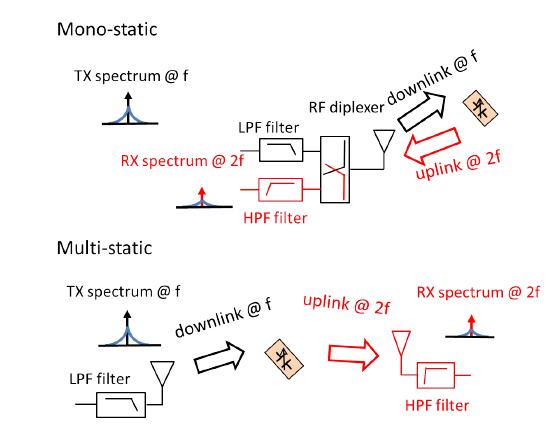 Mono-static
TX spectrum @ f
RF diplexer
downlink @ f
LPF filter
RX spectrum @ 2f
uplink @ 2f
HPF filter
Multi-static
TX spectrum @ f
downlink @ f
uplink @ 2f
RX spectrum @ 2f
LPF filter
HPF filter